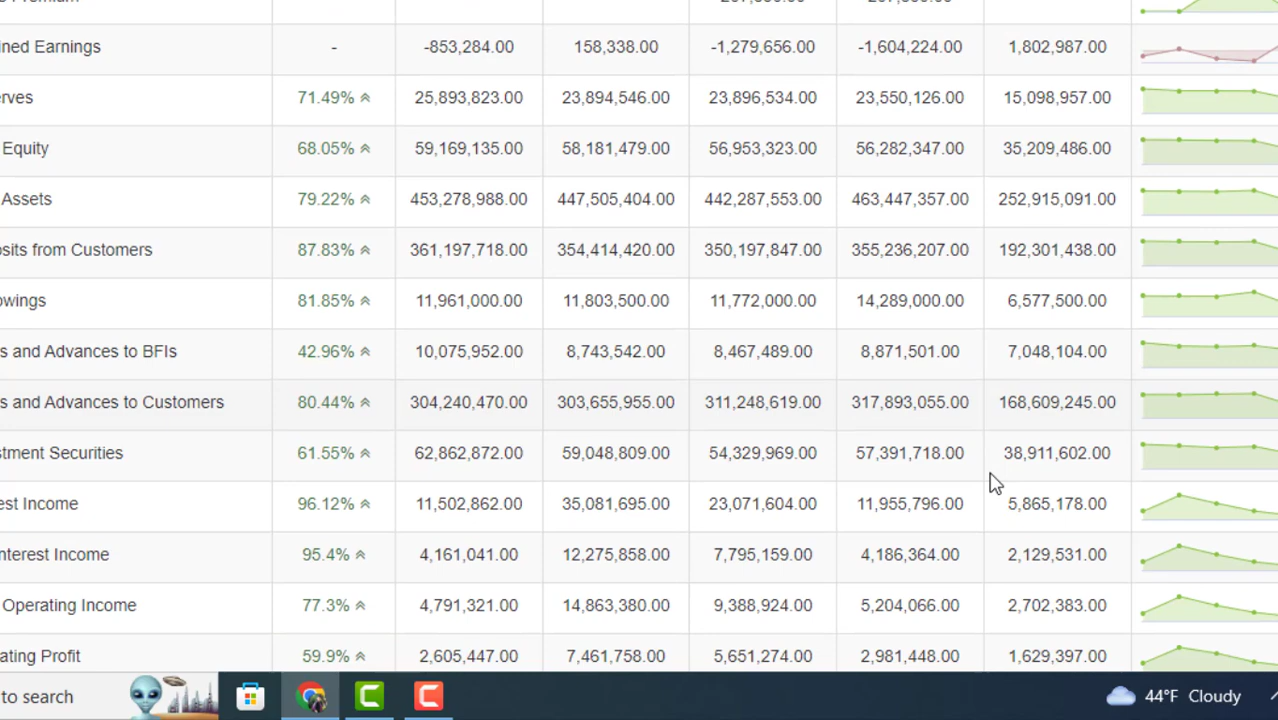 ined Earnings - -853,284.00 158,338.00 -1,279,656.00 -1,604,224.00 1,802,987.00
erves 71.49% 25,893,823.00 23,894,546.00 23,896,534.00 23,550,126.00 15,098,957.00
Equity 68.05% 59,169,135.00 58,181,479.00 56,953,323.00 56,282,347.00 35,209,486.00
Assets 79.22% 453,278,988.00 447,505,404.00 442,287,553.00 463,447,357.00 252,915,091.00
osits from Customers 87.83% 361,197,718.00 354,414,420.00 350,197,847.00 355,236,207.00 192,301,438.00
owings 81.85% 11,961,000.00 11,803,500.00 11,772,000.00 14,289,000.00 6,577,500.00
s and Advances to BFIs 42.96% 10,075,952.00 8,743,542.00 8,467,489.00 8,871,501.00 7,048,104.00
s and Advances to Customers 80.44% 304,240,470.00 303,655,955.00 311,248,619.00 317,893,055.00 168,609,245.00
stment Securities 61.55% 62,862,872.00 59,048,809.00 54,329,969.00 57,391,718.00 38,911,602.00
est Income 96.12% 11,502,862.00 35,081,695.00 23,071,604.00 11,955,796.00 5,865,178.00
nterest Income 95.4% 4,161,041.00 12,275,858.00 7,795,159.00 4,186,364.00 2,129,531.00
Operating Income 77.3% 4,791,321.00 14,863,380.00 9,388,924.00 5,204,066.00 2,702,383.00
ating Profit 59.9% 2,605,447.00 7,461,758.00 5,651,274.00 2,981,448.00 1,629,397.00
to search 44°F Cloudy